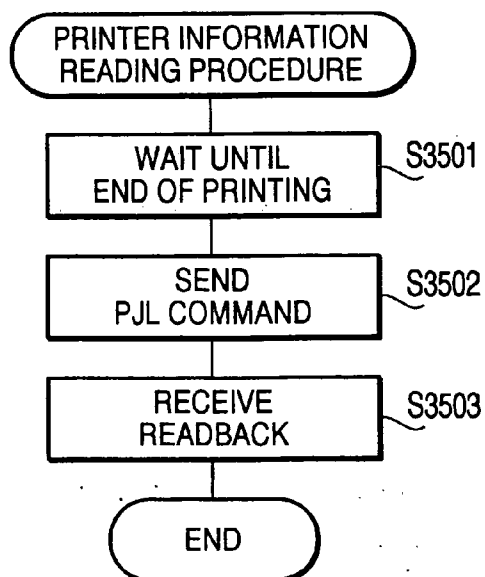 PRINTER INFORMATION
READING PROCEDURE
WAIT UNTIL
END OF PRINTING
S3501
SEND
PJL COMMAND
S3502
RECEIVE
READBACK
S3503
END